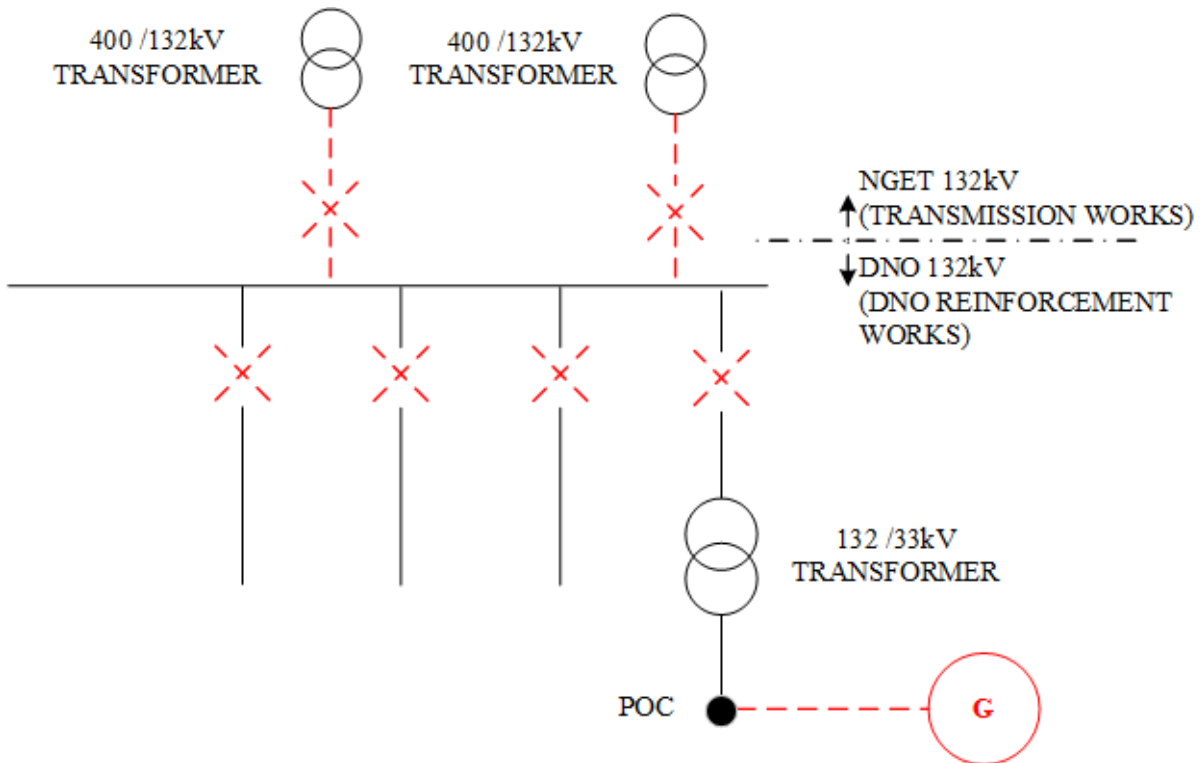 400 /132kV
TRANSFORMER
400 /132kV
TRANSFORMER
NGET 132kV
(TRANSMISSION WORKS)
DNO 132kV
(DNO REINFORCEMENT
WORKS)
132 /33kV
TRANSFORMER
POC
G